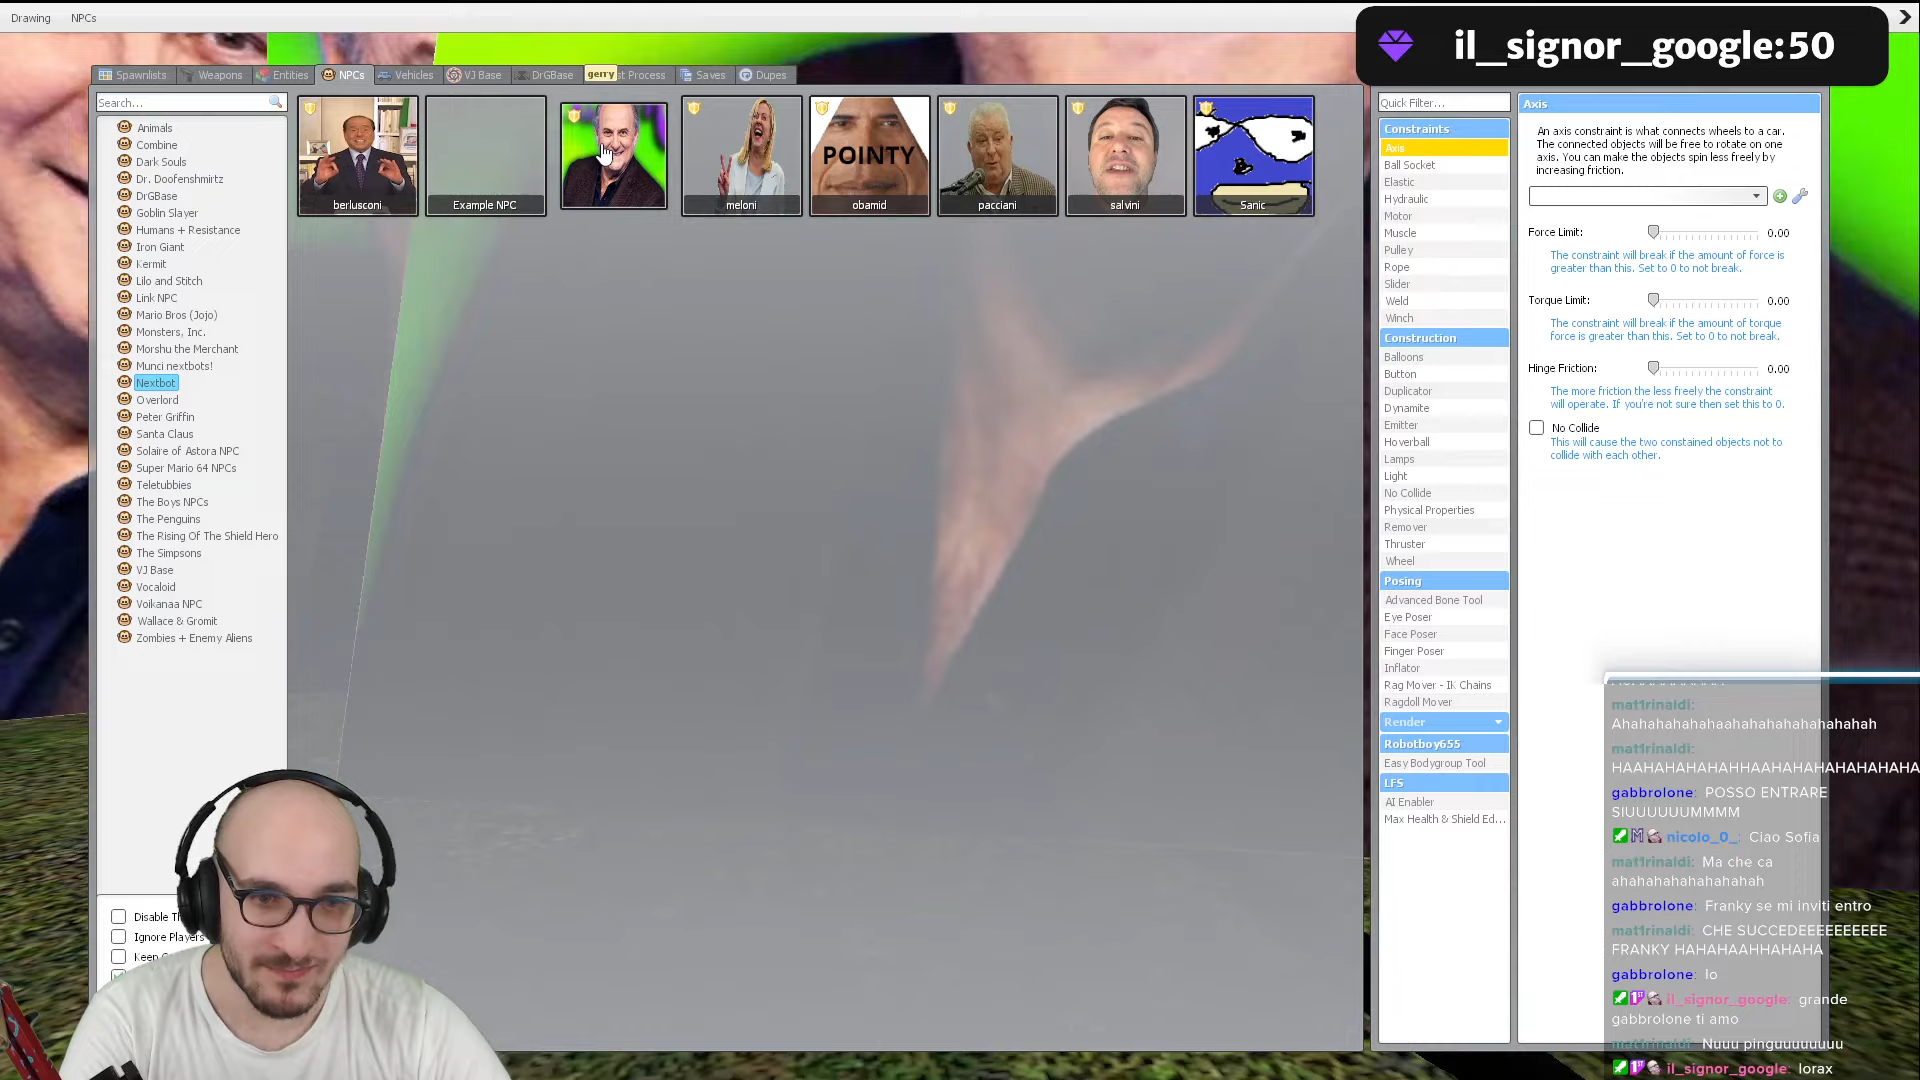 Drawing NPCs
il__signor__google:50
Spawnlists Weapons Entities NPCs Vehicles VJ Base DrGBase gerry st Process Saves Dupes
Search...
Animals
Combine
Dark Souls
Dr. Doofenshmirtz
DrGBase
Goblin Slayer
Humans + Resistance
Iron Giant
Kermit
Lilo and Stitch
Link NPC
Mario Bros (Jojo)
Monsters, Inc.
Morshu the Merchant
Munci nextbots!
Nextbot
Overlord
Peter Griffin
Santa Claus
Solaire of Astora NPC
Super Mario 64 NPCs
Teletubbies
The Boys NPCs
The Penguins
The Rising Of The Shield Hero
The Simpsons
VJ Base
Vocaloid
Voikanaa NPC
Wallace & Gromit
Zombies + Enemy Aliens
Disable Th
Ignore Players
Keep C
POINTY
berlusconi Example NPC meloni obamid pacciani salvini Sanic
Quick Filter...
Constraints
Axis
Ball Socket
Elastic
Hydraulic
Motor
Muscle
Pulley
Rope
Slider
Weld
Winch
Construction
Balloons
Button
Duplicator
Dynamite
Emitter
Hoverball
Lamps
Light
No Collide
Physical Properties
Remover
Thruster
Wheel
Posing
Advanced Bone Tool
Eye Poser
Face Poser
Finger Poser
Inflator
Rag Mover - IK Chains
Ragdoll Mover
Render
Robotboy655
Easy Bodygroup Tool
LFS
AI Enabler
Max Health & Shield Ed...
Axis
An axis constraint is what connects wheels to a car.
The connected objects will be free to rotate on one
axis. You can make the objects spin less freely by
increasing friction.
Force Limit: 0.00
The constraint will break if the amount of force is
greater than this. Set to 0 to not break.
Torque Limit: 0.00
The constraint will break if the amount of torque
force is greater than this. Set to 0 to not break.
Hinge Friction: 0.00
The more friction the less freely the constraint
will operate. If you're not sure then set this to 0.
No Collide
This will cause the two constained objects not to
collide with each other.
mat1rinaldi:
Ahahahahahahaahahahahahahahahah
mat1rinaldi:
HAAHAHAHAHAHHAAHAHAHAHAHAHAHA
gabbrolone: POSSO ENTRARE
SIUUUUUUMMMM
nicolo_0_: Ciao Sofia
mat1rinaldi: Ma che ca
ahahahahahahahahah
gabbrolone: Franky se mi inviti entro
mat1rinaldi: CHE SUCCEDEEEEEEEEEE
FRANKY HAHAHAAHHAHAHA
gabbrolone: Io
il_signor_google: grande
gabbrolone ti amo
mat1rinaldi: Nuuu pinguuuuuuuu
il_signor_google: lorax